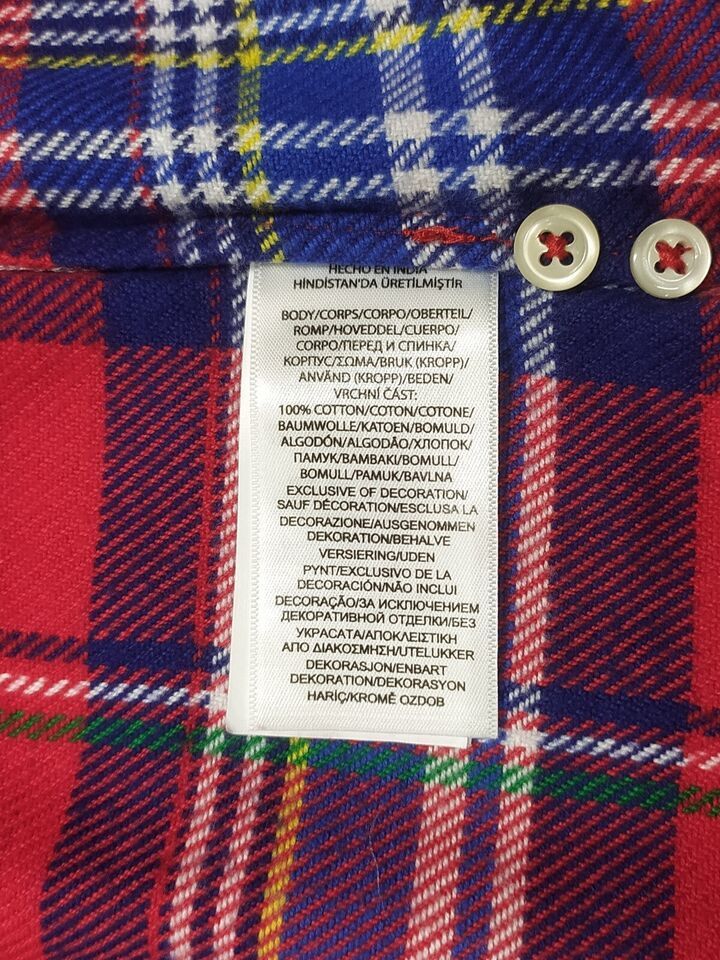 HECHO EN INDIA
HİNDİSTAN'DA ÜRETİLMİŞTİR
BODY/CORPS/CORPO/OBERTEIL/
ROMP/HOVEDDEL/CUERPO/
CORPO/ПЕРЕД И СПИНКА/
КОРПУС/ΣΩΜΑ/BRUK (KROPP)/
ANVÄND (KROPP)/BEDEN/
VRCHNÍ ČÁST:
100% COTTON/COTON/COTONE/
BAUMWOLLE/KATOEN/BOMULD/
ALGODÓN/ALGODÃO/ХЛОПОК/
ПАМУК/ΒΑΜΒΑΚΙ/BOMULL/
BOMULL/PAMUK/BAVLNA
EXCLUSIVE OF DECORATION/
SAUF DÉCORATION/ESCLUSA LA
DECORAZIONE/AUSGENOMMEN
DEKORATION/BEHALVE
VERSIERING/UDEN
PYNT/EXCLUSIVO DE LA
DECORACIÓN/NÃO INCLUI
DECORAÇÃO/ЗА ИСКЛЮЧЕНИЕМ
ДЕКОРАТИВНОЙ ОТДЕЛКИ/БЕЗ
УКРАСАТА/ΑΠΟΚΛΕΙΣΤΙΚΗ
ΑΠΟ ΔΙΑΚΟΣΜΗΣΗ/UTELUKKER
DEKORASJON/ENBART
DEKORATION/DEKORASYON
HARİÇ/KROMĚ OZDOB